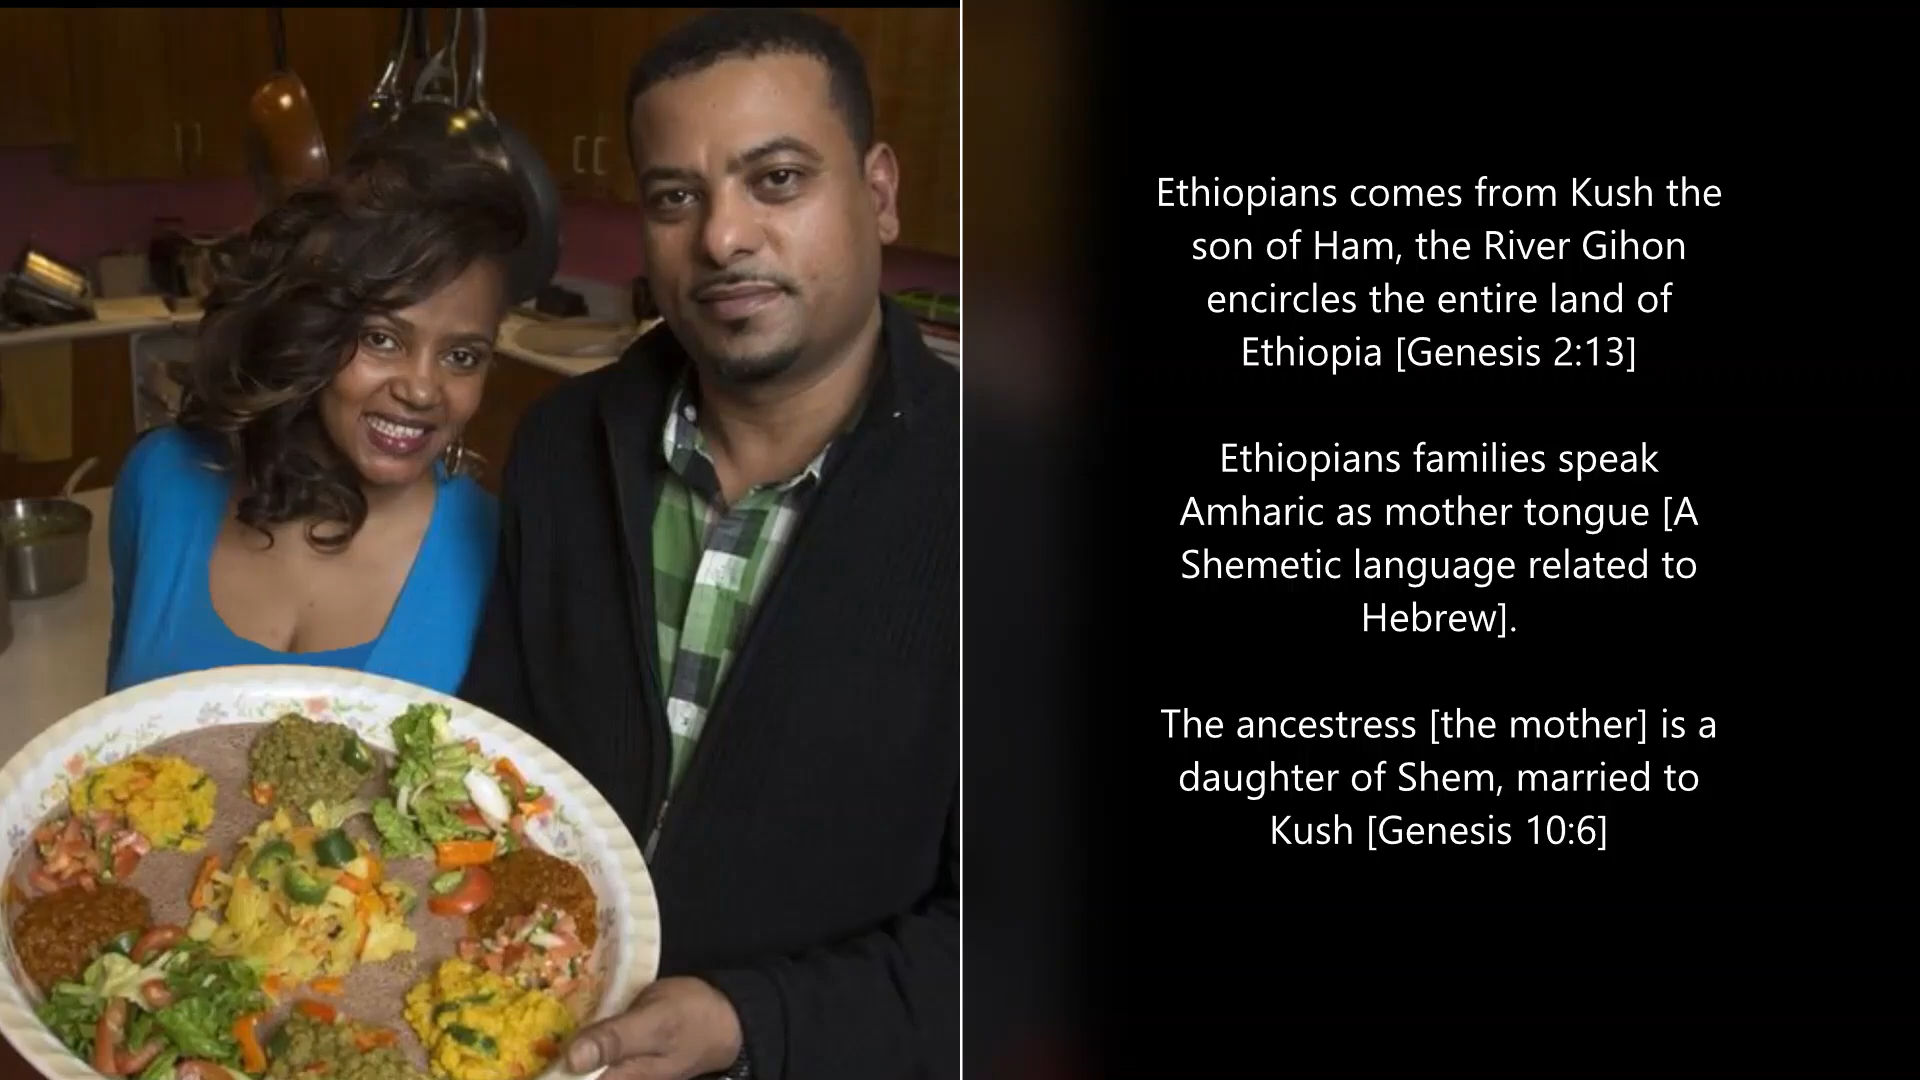 Ethiopians comes from Kush the
son of Ham, the River Gihon
encircles the entire land of
Ethiopia [Genesis 2:13]
Ethiopians families speak
Amharic as mother tongue [A
Shemetic language related to
Hebrew].
The ancestress [the mother] is a
daughter of Shem, married to
Kush [Genesis 10:6]